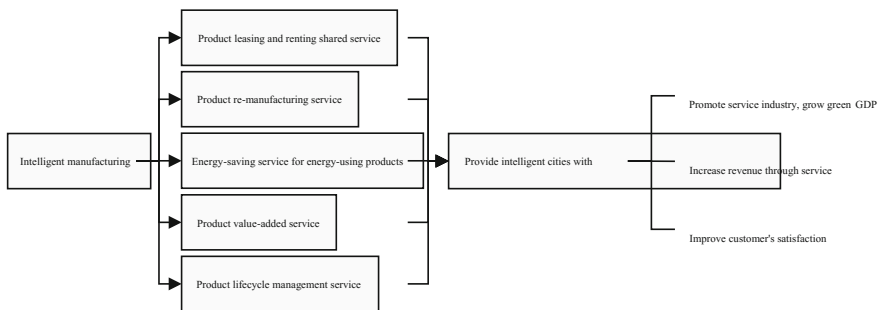 Product leasing and renting shared service
Product re-manufacturing service
Promote service industry, grow green GDP
Intelligent manufacturing
Energy-saving service for energy-using products
Provide intelligent cities with
Increase revenue through service
Product value-added service
Improve customer's satisfaction
Product lifecycle management service